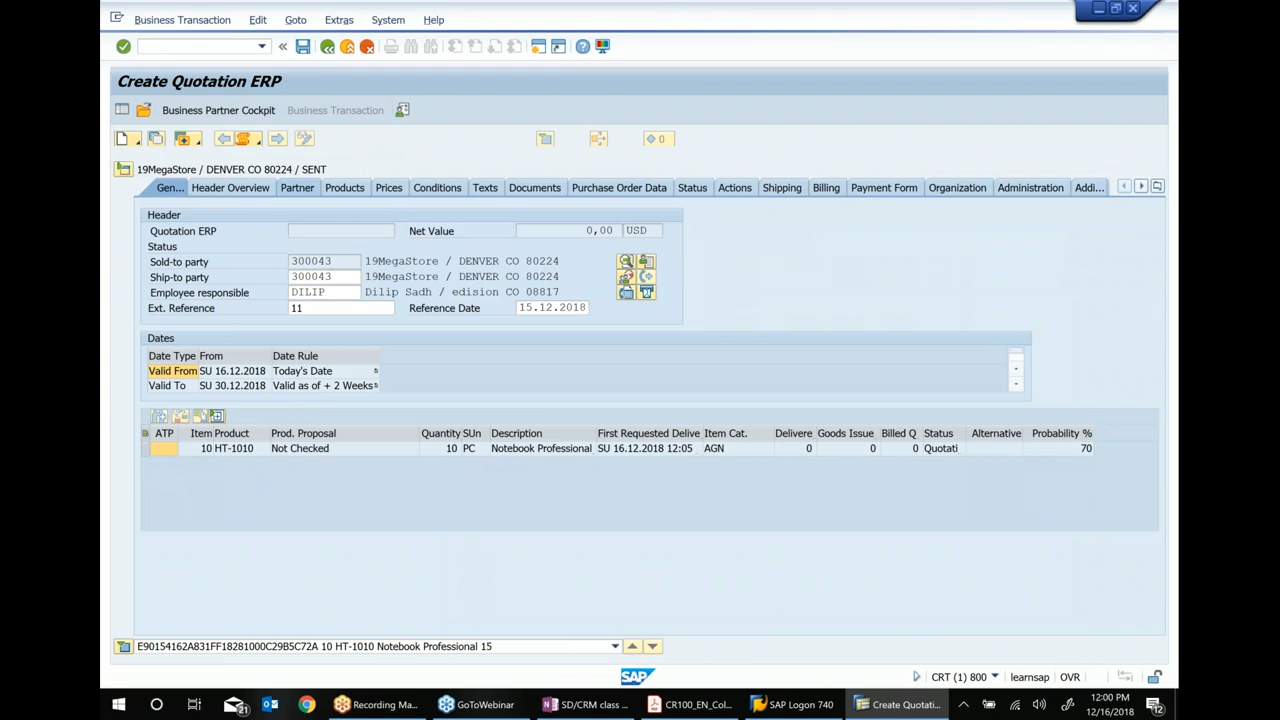 Business Transaction Edit Goto Extras System Help
Create Quotation ERP
Business Partner Cockpit Business Transaction
0
19MegaStore / DENVER CO 80224 / SENT
Gen... Header Overview Partner Products Prices Conditions Texts Documents Purchase Order Data Status Actions Shipping Billing Payment Form Organization Administration Addi...
Header
Quotation ERP Net Value 0,00 USD
Status
Sold-to party 300043 19MegaStore / DENVER CO 80224
Ship-to party 300043 19MegaStore / DENVER CO 80224
Employee responsible DILIP Dilip Sadh / edision CO 08817
Ext. Reference 11 Reference Date 15.12.2018
Dates
Date Type From Date Rule
Valid From SU 16.12.2018 Today's Date
Valid To SU 30.12.2018 Valid as of + 2 Weeks
ATP Item Product Prod. Proposal Quantity SUn Description First Requested Delive Item Cat. Delivere Goods Issue Billed Q Status Alternative Probability %
10 HT-1010 Not Checked 10 PC Notebook Professional SU 16.12.2018 12:05 AGN 0 0 0 Quotati 70
E90154162A831FF18281000C29B5C72A 10 HT-1010 Notebook Professional 15
SAP
CRT (1) 800 learnsap OVR
21 Recording Ma... GoToWebinar SD/CRM class ... CR100_EN_Col... SAP Logon 740 Create Quotati... 12:00 PM
12/16/2018 12